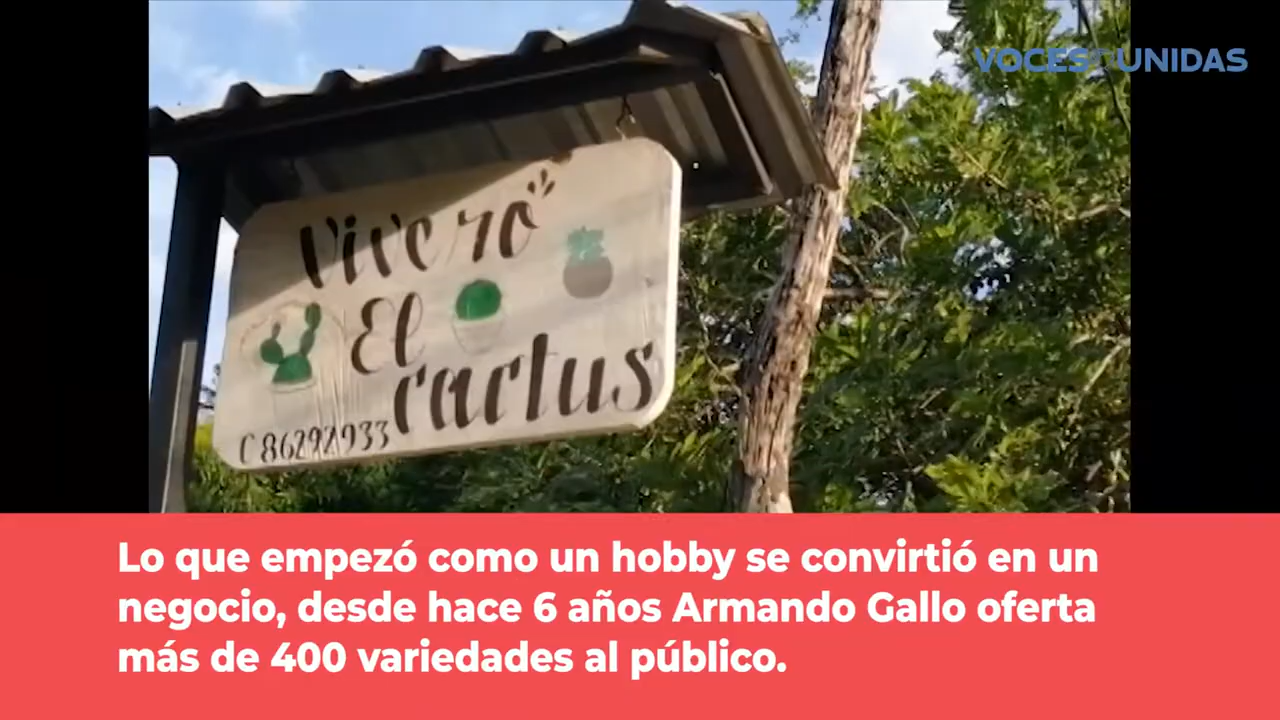 VOCES UNIDAS
Vivero
El
cactus
C 86292933
Lo que empezó como un hobby se convirtió en un
negocio, desde hace 6 años Armando Gallo oferta
más de 400 variedades al público.